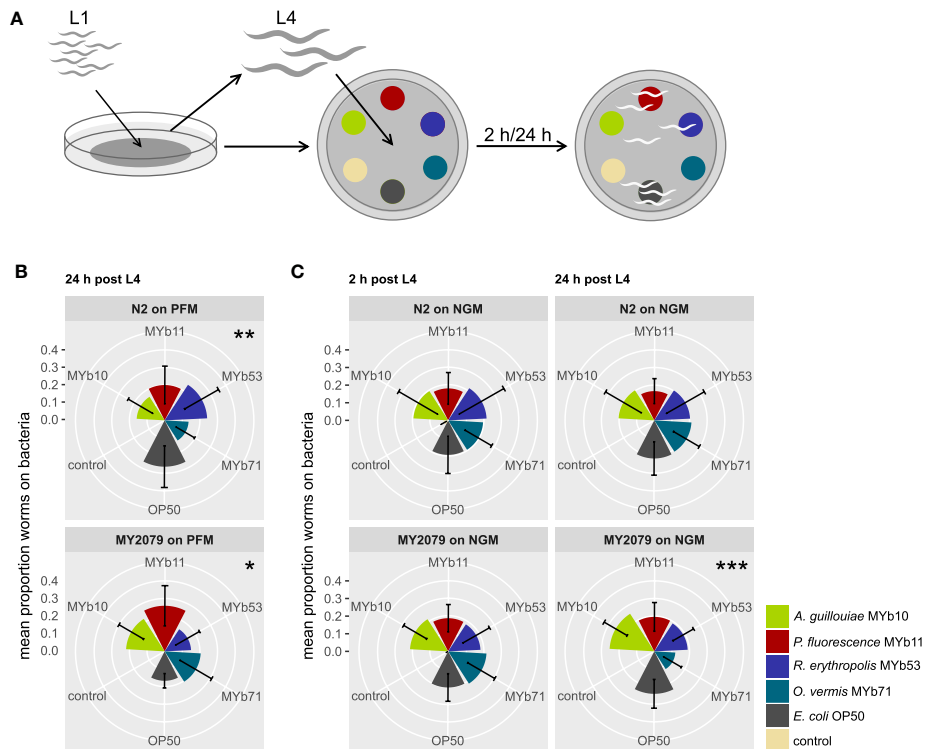 A
L1
L4
2 h/24 h
B
24 h post L4
C
2 h post L4
24 h post L4
N2 on PFM
N2 on NGM
N2 on NGM
mean proportion worms on bacteria
0.4
0.3
0.2
0.1
0.0
MYb11
**
MYb10
MYb53
control
MYb71
OP50
mean proportion worms on bacteria
0.4
0.3
0.2
0.1
0.0
MYb11
MYb10
MYb53
control
MYb71
OP50
MYb11
MYb10
MYb53
control
MYb71
OP50
MY2079 on PFM
MY2079 on NGM
MY2079 on NGM
0.4
0.3
0.2
0.1
0.0
MYb11
*
MYb10
MYb53
control
MYb71
OP50
0.4
0.3
0.2
0.1
0.0
MYb11
MYb10
MYb53
control
MYb71
OP50
MYb11
***
MYb10
MYb53
control
MYb71
OP50
A. guillouiae MYb10
P. fluorescence MYb11
R. erythropolis MYb53
O. vermis MYb71
E. coli OP50
control